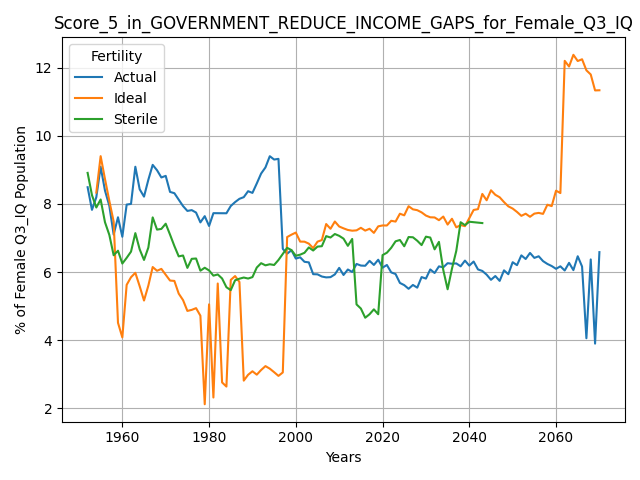 Score_5_in_GOVERNMENT_REDUCE_INCOME_GAPS_for_Female_Q3_IQ
Fertility
Actual
Ideal
Sterile
% of Female Q3_IQ Population
12
10
8
6
4
2
1960 1980 2000 2020 2040 2060
Years